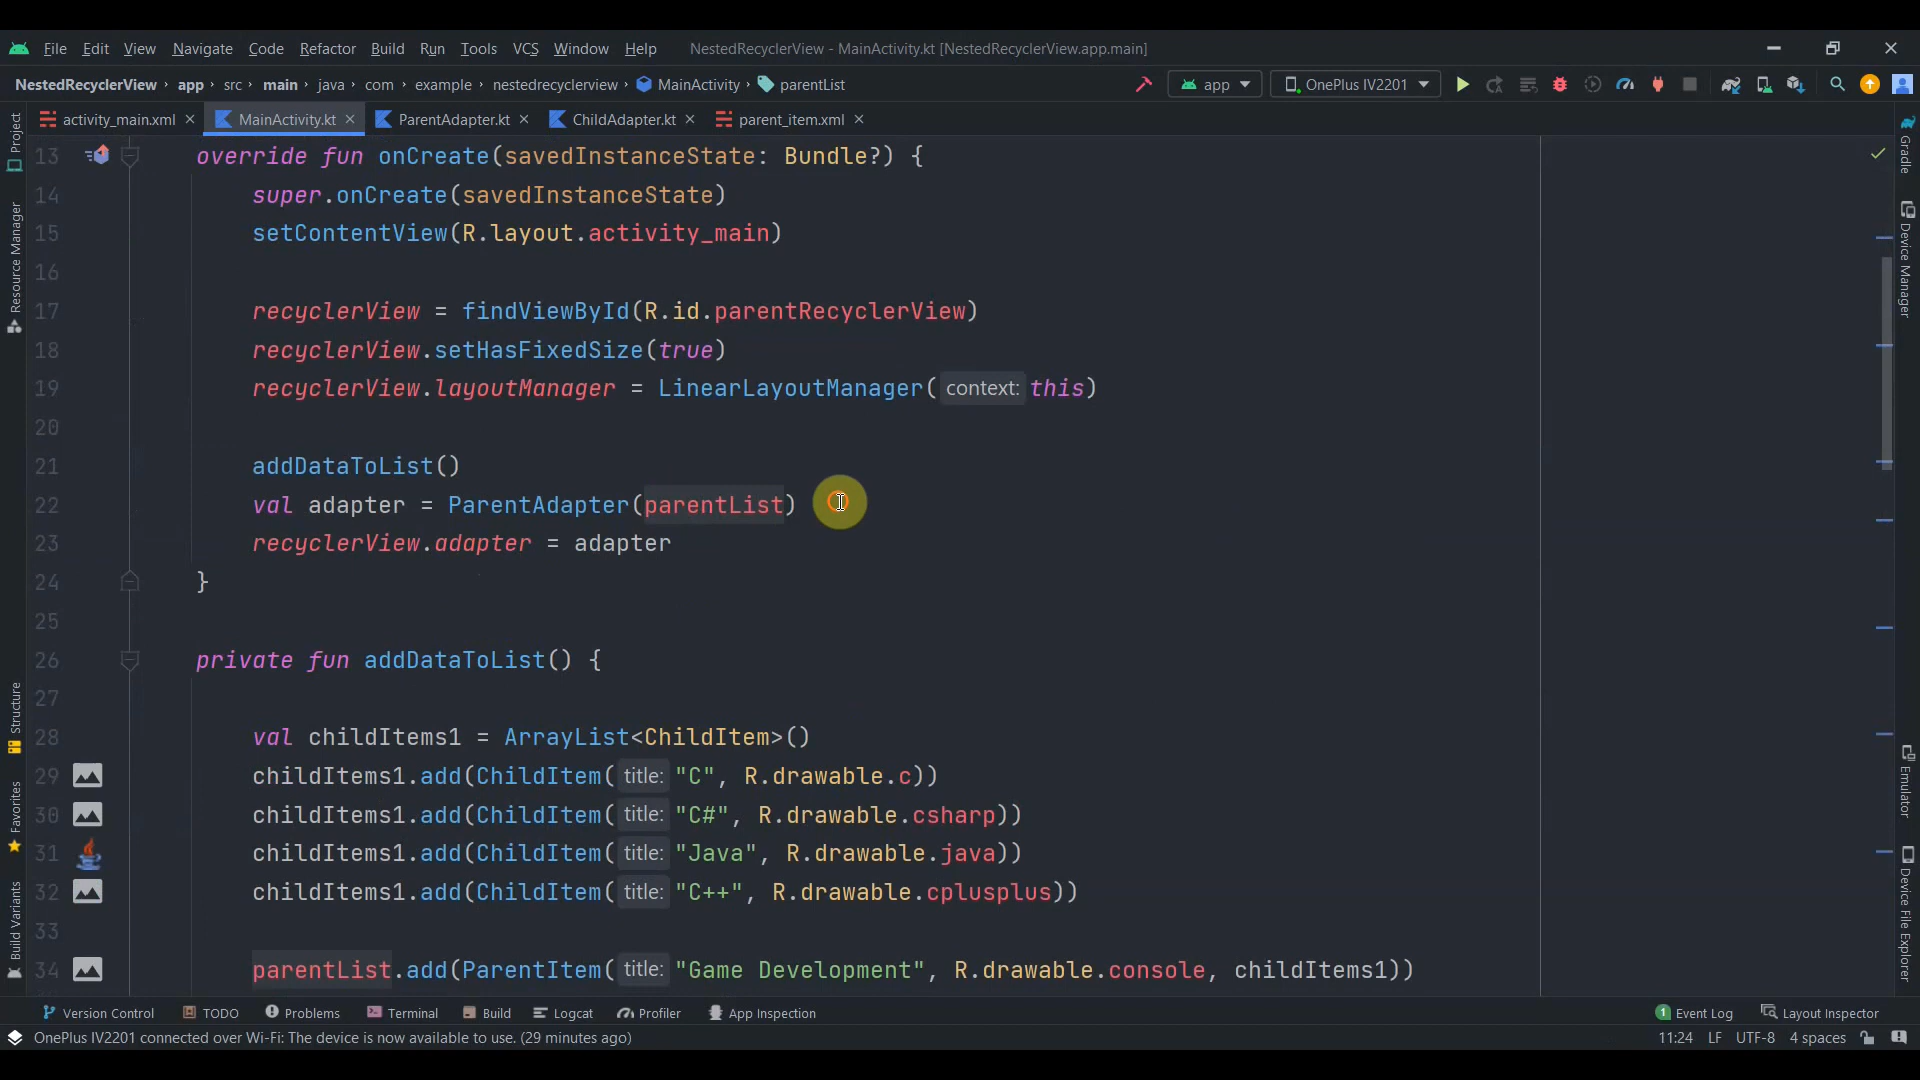 File Edit View Navigate Code Refactor Build Run Tools VCS Window Help NestedRecyclerView - MainActivity.kt [NestedRecyclerView.app.main]
NestedRecyclerView app src main java com example nestedrecyclerview MainActivity parentList app OnePlus IV2201
activity_main.xml MainActivity.kt ParentAdapter.kt ChildAdapter.kt parent_item.xml
Project
Resource Manager
Structure
Favorites
Build Variants
13 override fun onCreate(savedInstanceState: Bundle?) {
14 super.onCreate(savedInstanceState)
15 setContentView(R.layout.activity_main)
16
17 recyclerView = findViewById(R.id.parentRecyclerView)
18 recyclerView.setHasFixedSize(true)
19 recyclerView.layoutManager = LinearLayoutManager( context: this)
20
21 addDataToList()
22 val adapter = ParentAdapter(parentList)
23 recyclerView.adapter = adapter
24 }
25
26 private fun addDataToList() {
27
28 val childItems1 = ArrayList<ChildItem>()
29 childItems1.add(ChildItem( title: "C", R.drawable.c))
30 childItems1.add(ChildItem( title: "C#", R.drawable.csharp))
31 childItems1.add(ChildItem( title: "Java", R.drawable.java))
32 childItems1.add(ChildItem( title: "C++", R.drawable.cplusplus))
33
34 parentList.add(ParentItem( title: "Game Development", R.drawable.console, childItems1))
Gradle
Device Manager
Emulator
Device File Explorer
Version Control TODO Problems Terminal Build Logcat Profiler App Inspection 1 Event Log Layout Inspector
OnePlus IV2201 connected over Wi-Fi: The device is now available to use. (29 minutes ago) 11:24 LF UTF-8 4 spaces